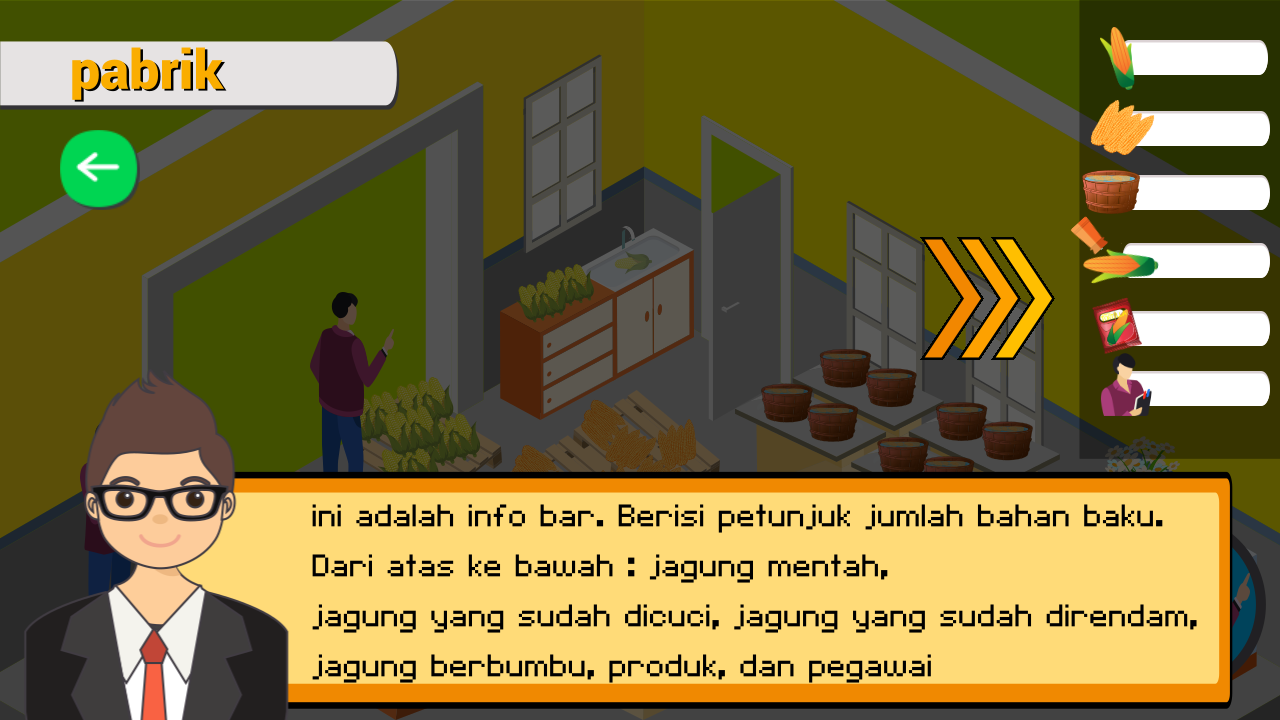 pabrik
ini adalah info bar. Berisi petunjuk jumlah bahan baku.
Dari atas ke bawah : jagung mentah,
jagung yang sudah dicuci, jagung yang sudah direndam,
jagung berbumbu, produk, dan pegawai